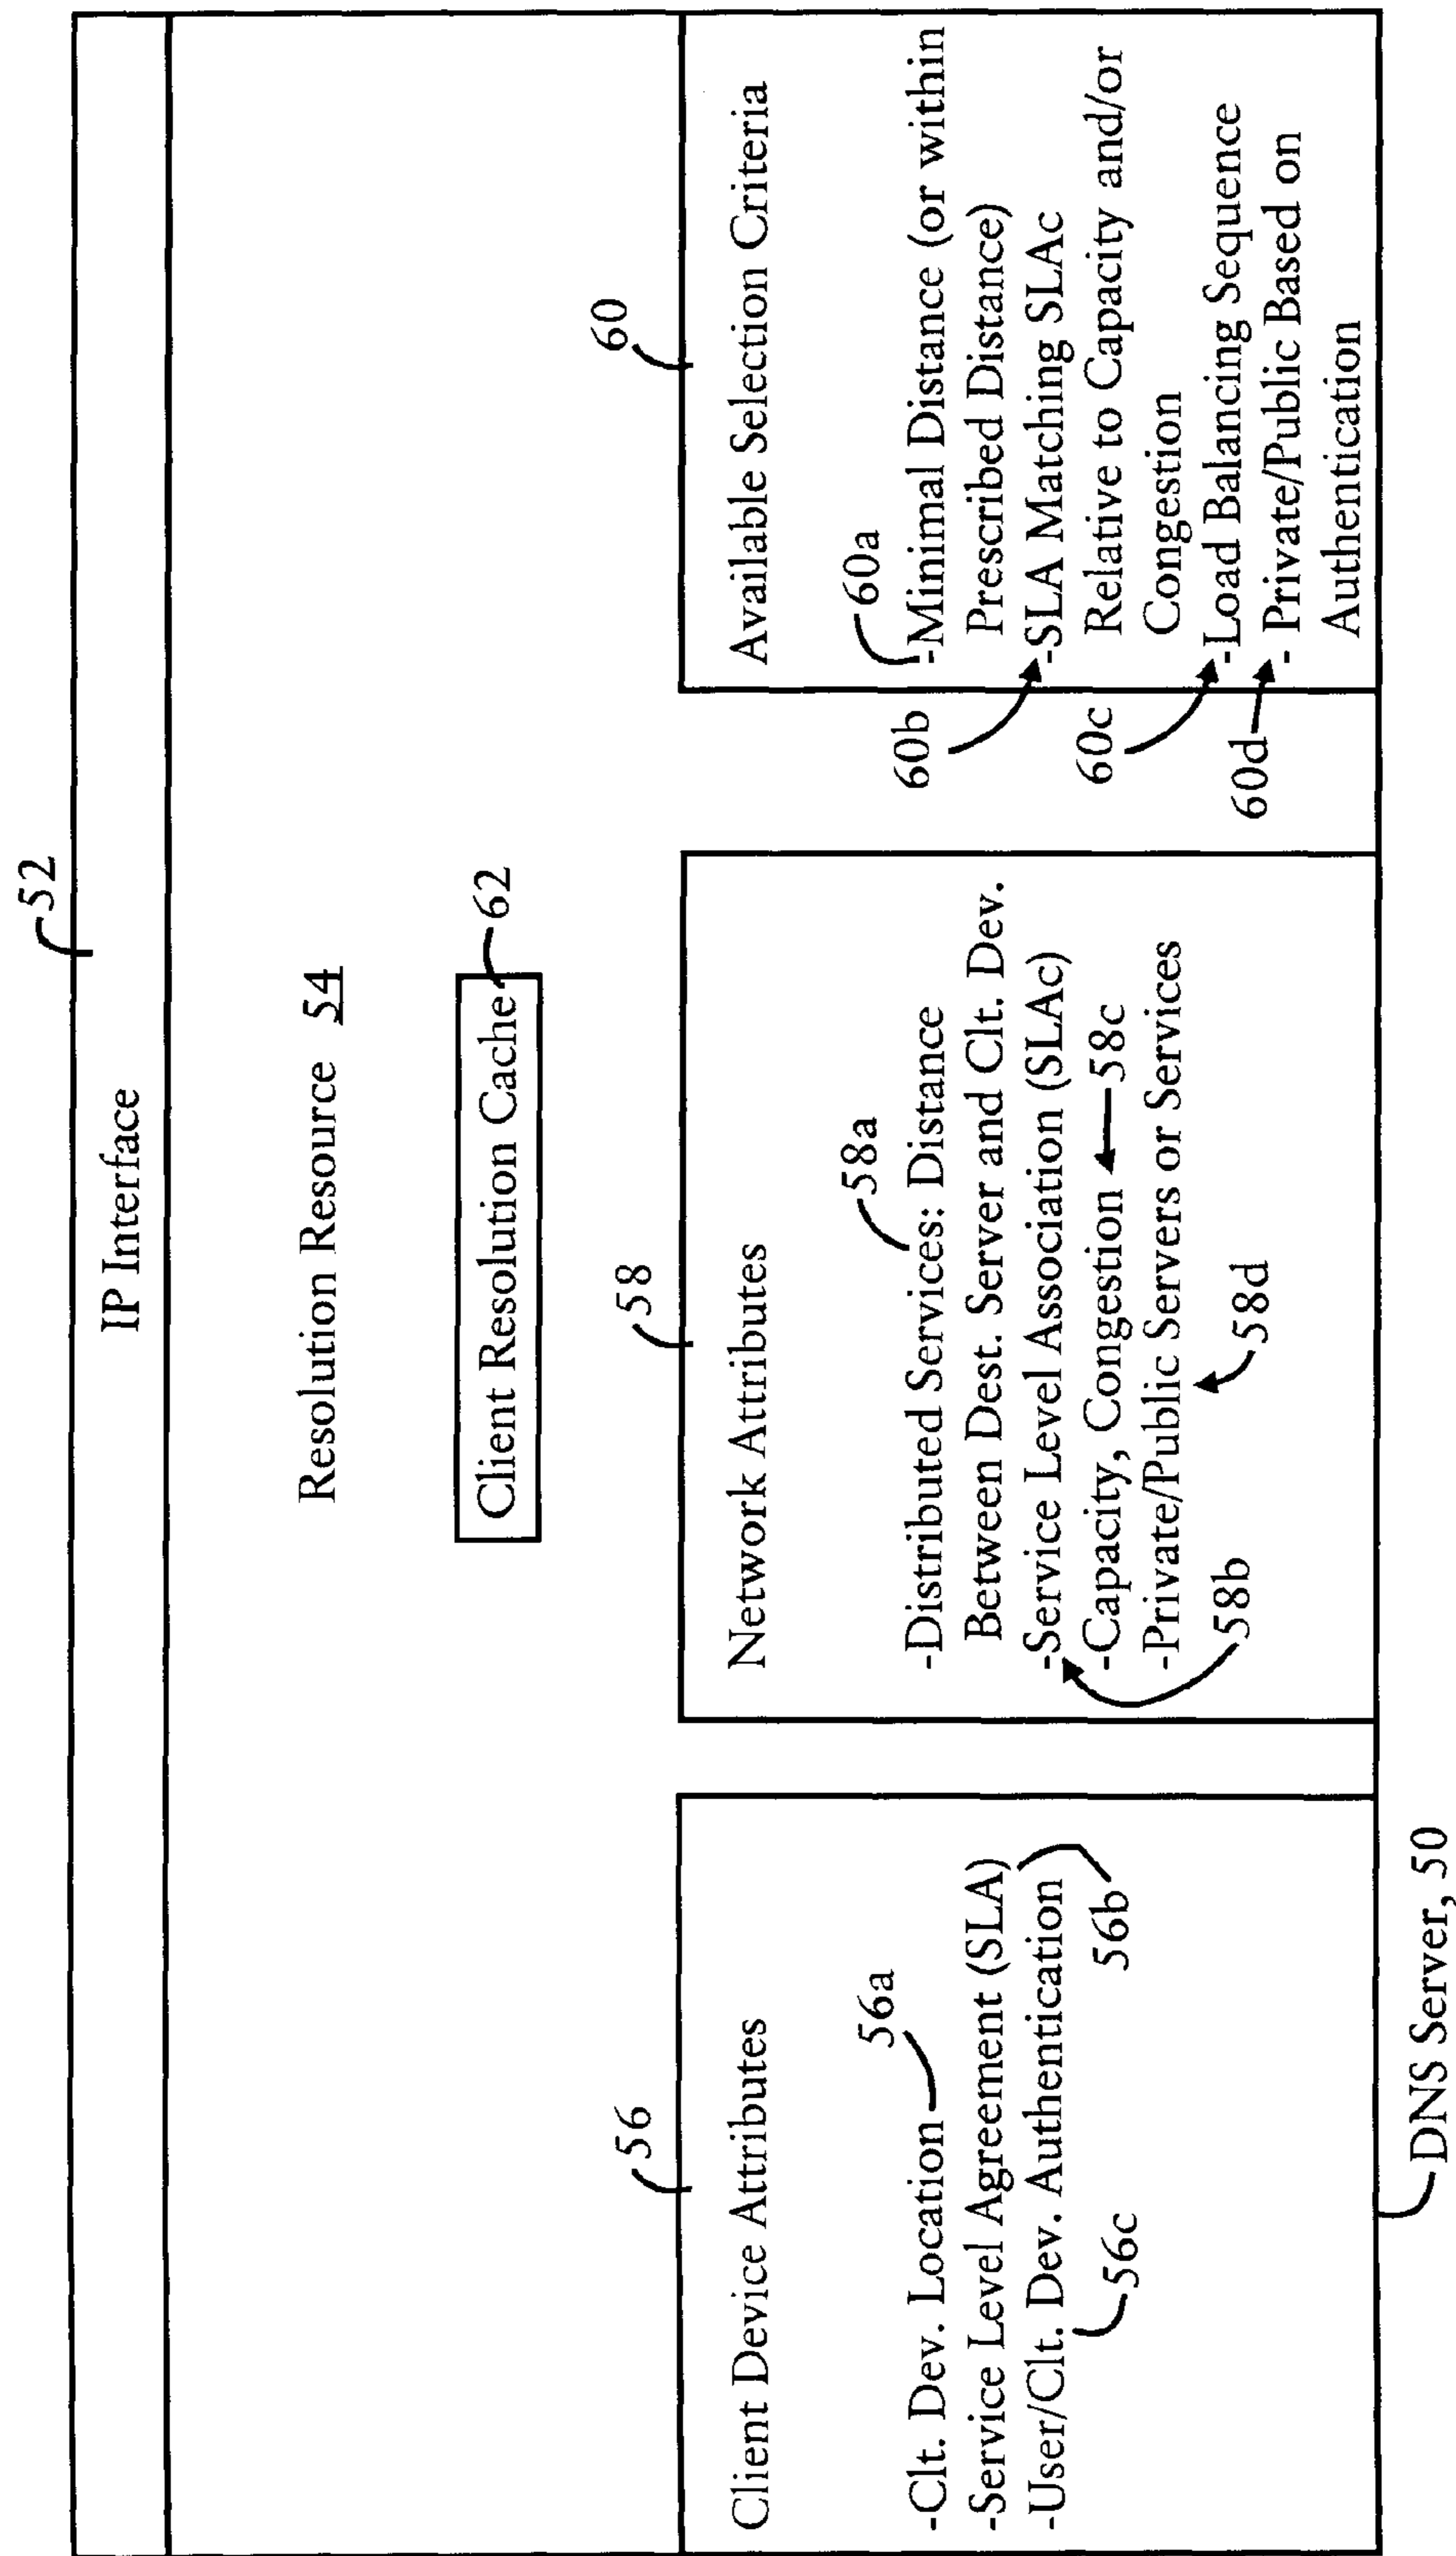 52
IP Interface
Resolution Resource 54
Client Resolution Cache 62
56
Client Device Attributes
56a
-Clt. Dev. Location
-Service Level Agreement (SLA)
-User/Clt. Dev. Authentication
56c
56b
58
Network Attributes
58a
-Distributed Services: Distance
Between Dest. Server and Clt. Dev.
-Service Level Association (SLAc)
-Capacity, Congestion 58c
-Private/Public Servers or Services
58b
58d
60
Available Selection Criteria
60a
-Minimal Distance (or within
Prescribed Distance)
60b
-SLA Matching SLAc
Relative to Capacity and/or
Congestion
60c
-Load Balancing Sequence
60d
- Private/Public Based on
Authentication
DNS Server, 50